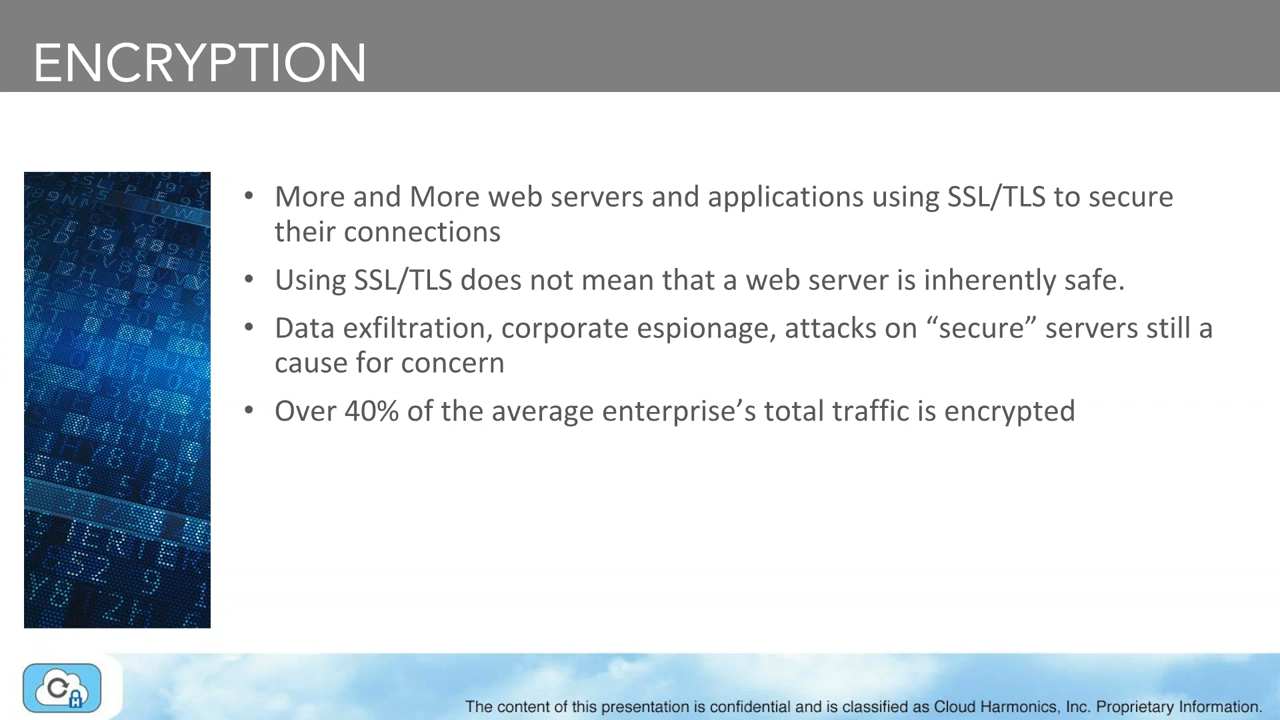 ENCRYPTION
• More and More web servers and applications using SSL/TLS to secure
their connections
• Using SSL/TLS does not mean that a web server is inherently safe.
• Data exfiltration, corporate espionage, attacks on “secure” servers still a
cause for concern
• Over 40% of the average enterprise’s total traffic is encrypted
The content of this presentation is confidential and is classified as Cloud Harmonics, Inc. Proprietary Information.